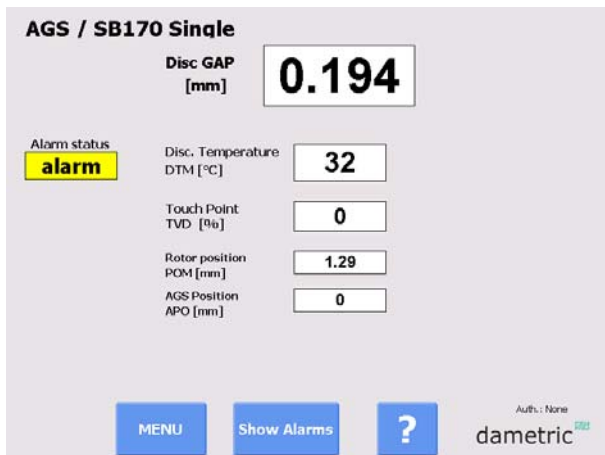 AGS / SB170 Single
Disc GAP
[mm]
0.194
Alarm status
alarm
Disc. Temperature
DTM [°C]
32
Touch Point
TVD [%]
0
Rotor position
POM [mm]
1.29
AGS Position
APO [mm]
0
MENU
Show Alarms
?
Auth.: None
dametric